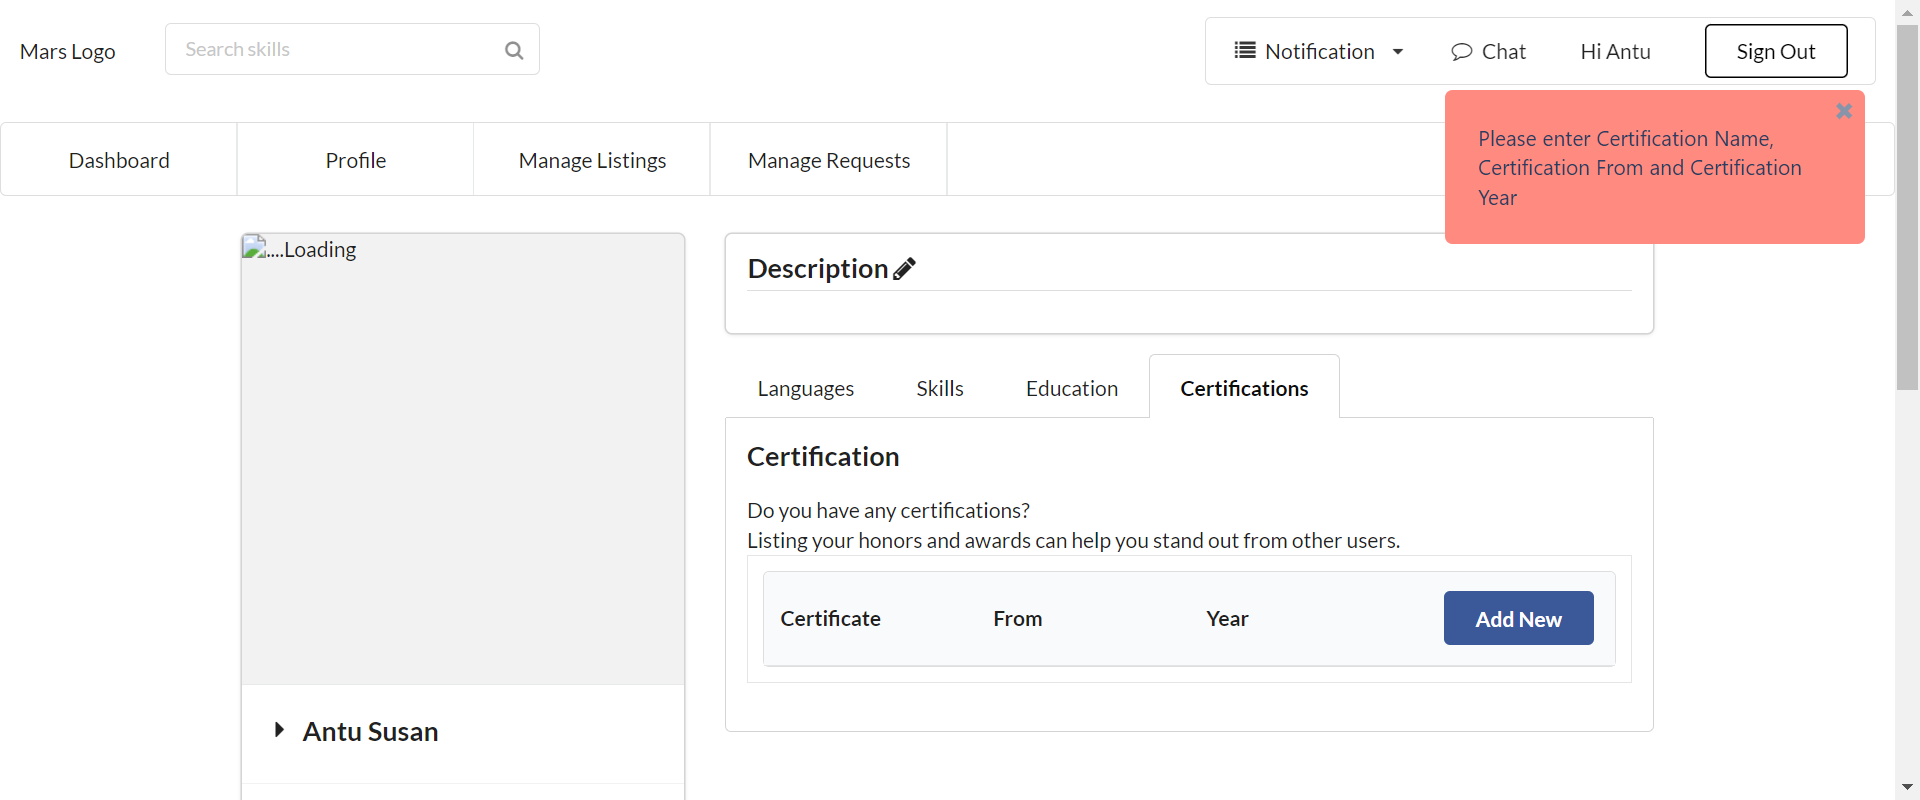 Mars Logo
Search skills
Notification
Chat
Hi Antu
Sign Out
Please enter Certification Name,
Certification From and Certification
Year
Dashboard
Profile
Manage Listings
Manage Requests
....Loading
Description
Languages
Skills
Education
Certifications
Certification
Do you have any certifications?
Listing your honors and awards can help you stand out from other users.
Certificate
From
Year
Add New
Antu Susan